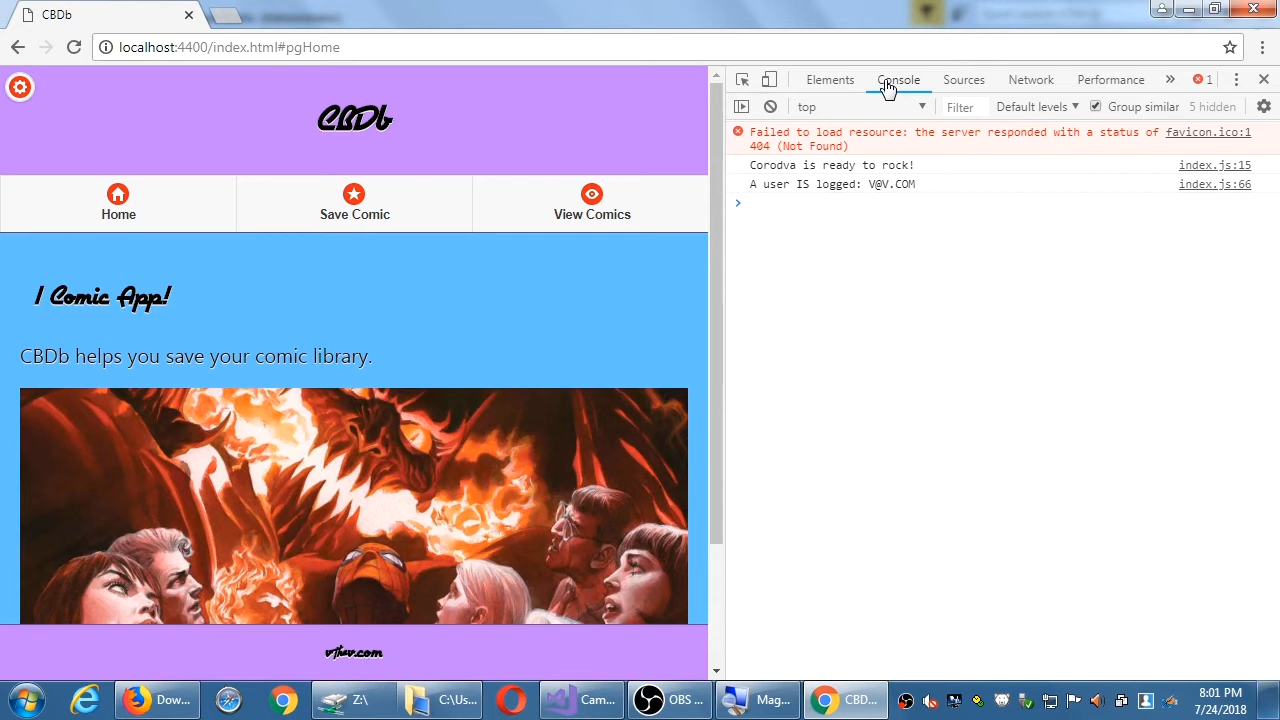 CBDb
localhost:4400/index.html#pgHome
CBDb
Home
Save Comic
View Comics
I Comic App!
CBDb helps you save your comic library.
vThev.com
Elements Console Sources Network Performance » 1
top Filter Default levels Group similar 5 hidden
Failed to load resource: the server responded with a status of favicon.ico:1
404 (Not Found)
Corodva is ready to rock! index.js:15
A user IS logged: V@V.COM index.js:66
Dow...
Z:\
C:\Us...
Cam...
OBS ...
Mag...
CBD...
8:01 PM
7/24/2018